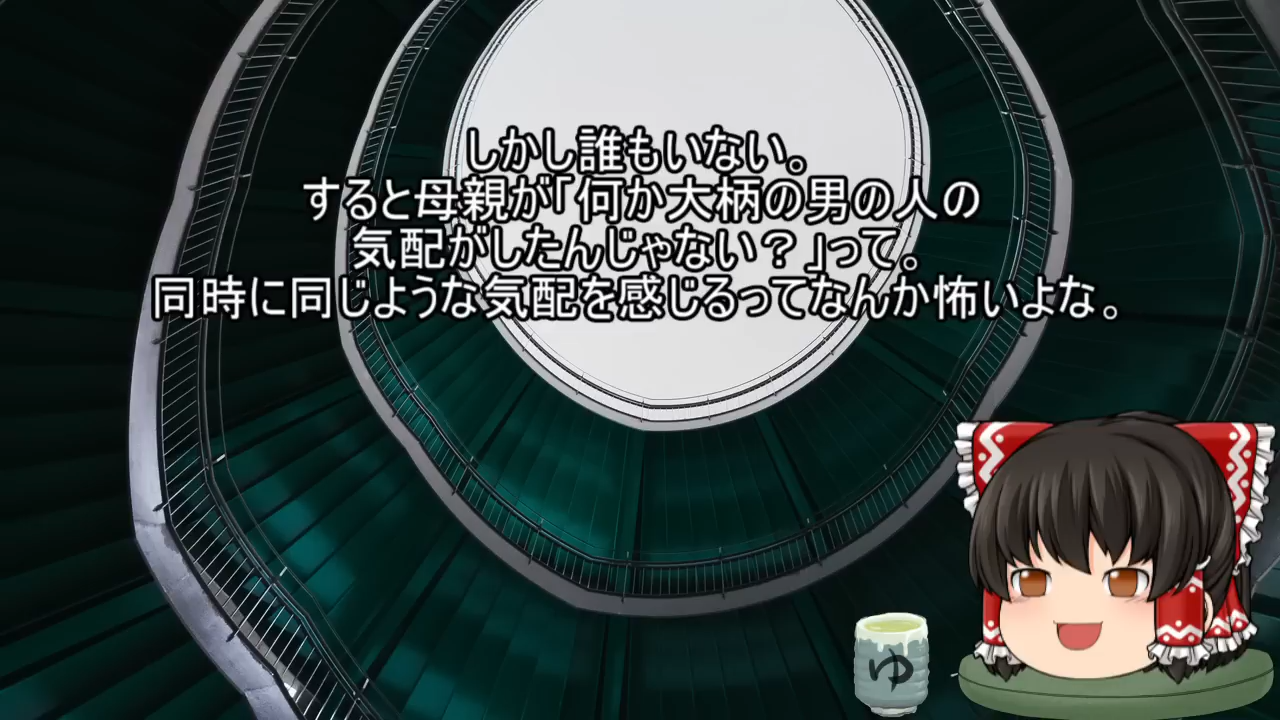 しかし誰もいない。
すると母親が「何か大柄の男の人の
気配がしたんじゃない？」って。
同時に同じような気配を感じるってなんか怖いよな。
ゆ